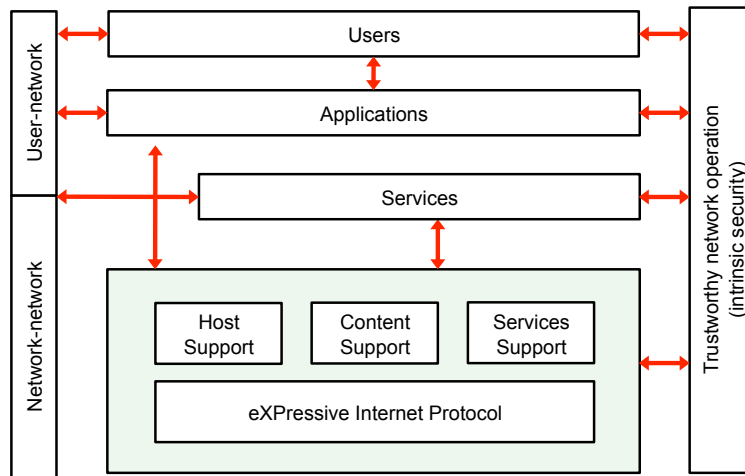 User-network
Network-network
Users
Applications
Services
Host
Support
Content
Support
Services
Support
eXPressive Internet Protocol
Trustworthy network operation
(intrinsic security)